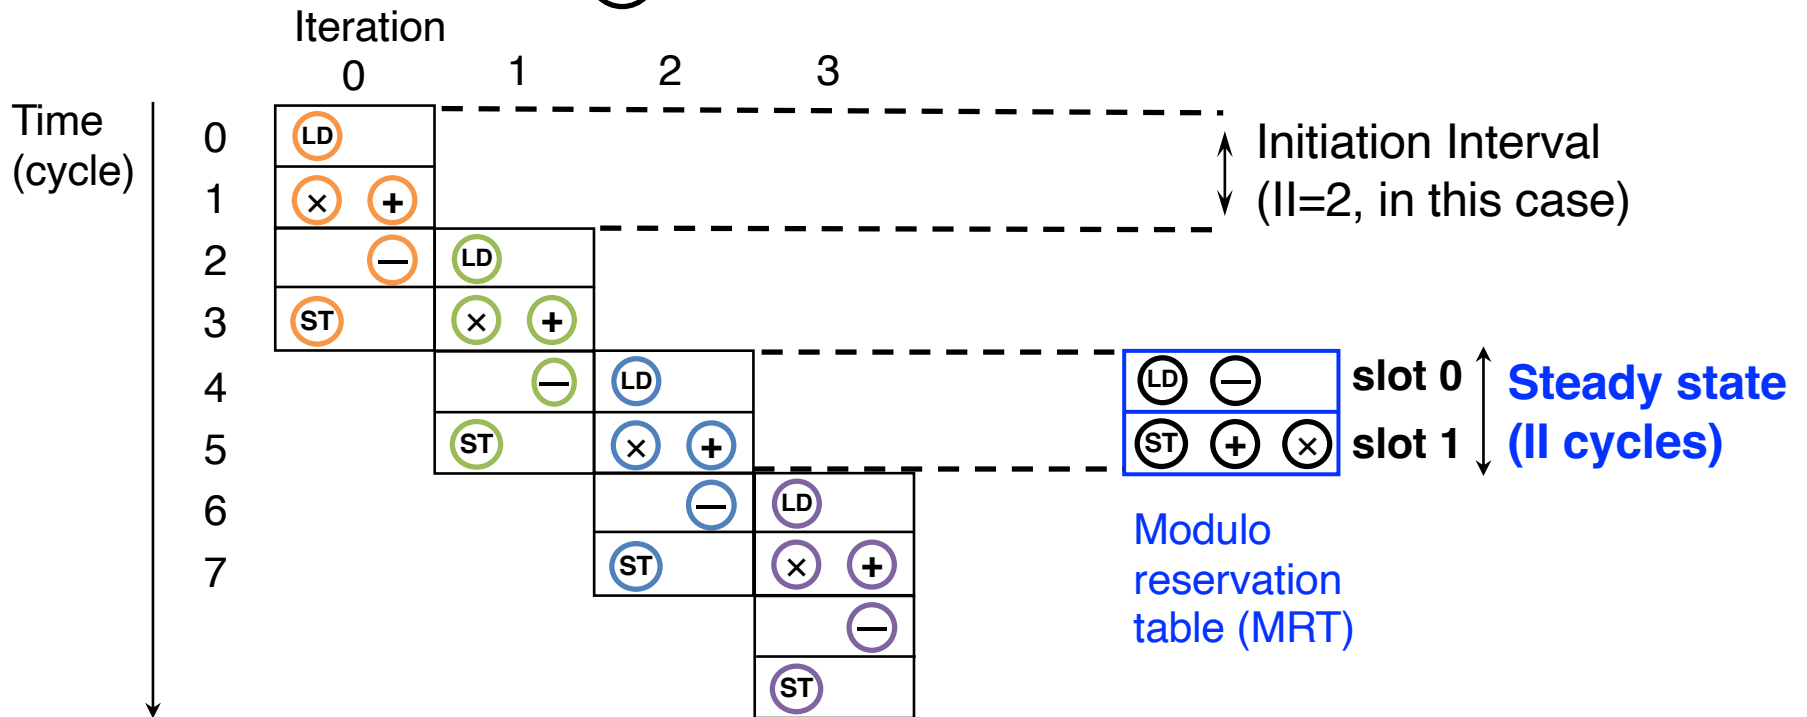 Iteration
0 1 2 3
Time
(cycle)
0 LD
1 × +
2 — LD
3 ST × +
4 — LD
5 ST × +
6 — LD
7 ST × +
—
ST
Initiation Interval
(II=2, in this case)
LD — slot 0
ST + × slot 1
Steady state
(II cycles)
Modulo
reservation
table (MRT)